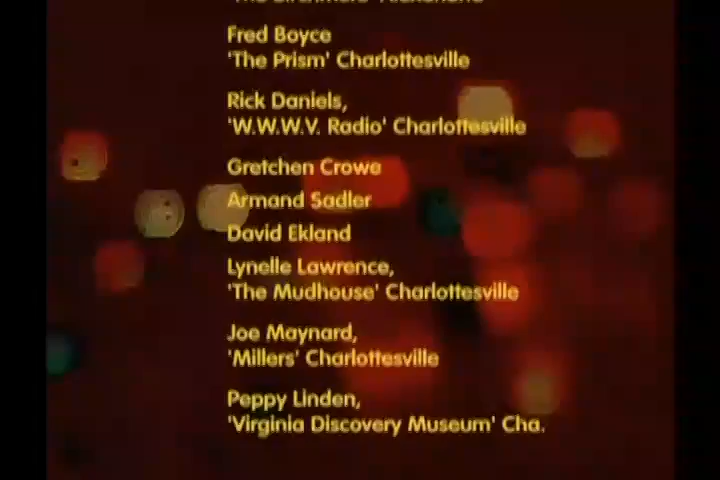 Fred Boyce
'The Prism' Charlottesville
Rick Daniels,
'W.W.W.V. Radio' Charlottesville
Gretchen Crowe
Armand Sadler
David Ekland
Lynelle Lawrence,
'The Mudhouse' Charlottesville
Joe Maynard,
'Millers' Charlottesville
Peppy Linden,
'Virginia Discovery Museum' Cha.